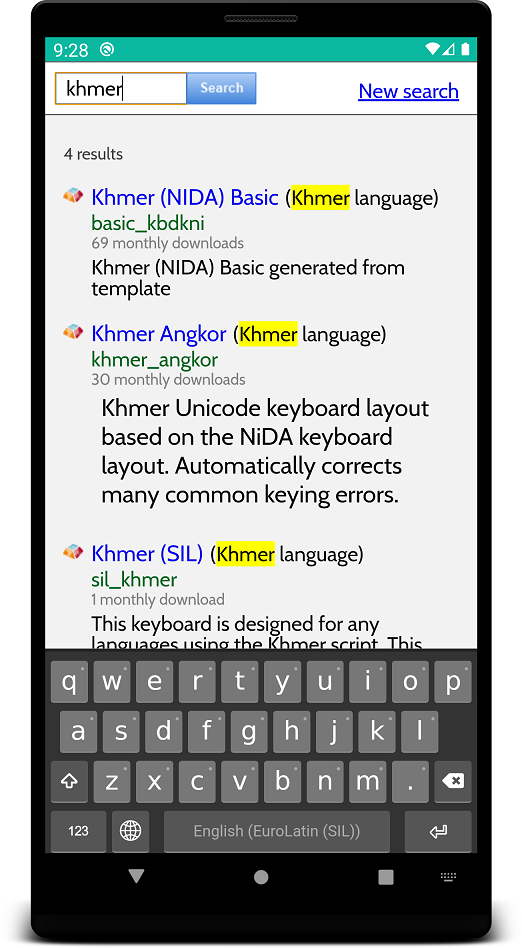 9:28
khmer Search New search
4 results
Khmer (NIDA) Basic (Khmer language)
basic_kbdkni
69 monthly downloads
Khmer (NIDA) Basic generated from
template
Khmer Angkor (Khmer language)
khmer_angkor
30 monthly downloads
Khmer Unicode keyboard layout
based on the NiDA keyboard
layout. Automatically corrects
many common keying errors.
Khmer (SIL) (Khmer language)
sil_khmer
1 monthly download
This keyboard is designed for any
languages using the Khmer script. This
q w e r t y u i o p
a s d f g h j k l
z x c v b n m .
123 English (EuroLatin (SIL))